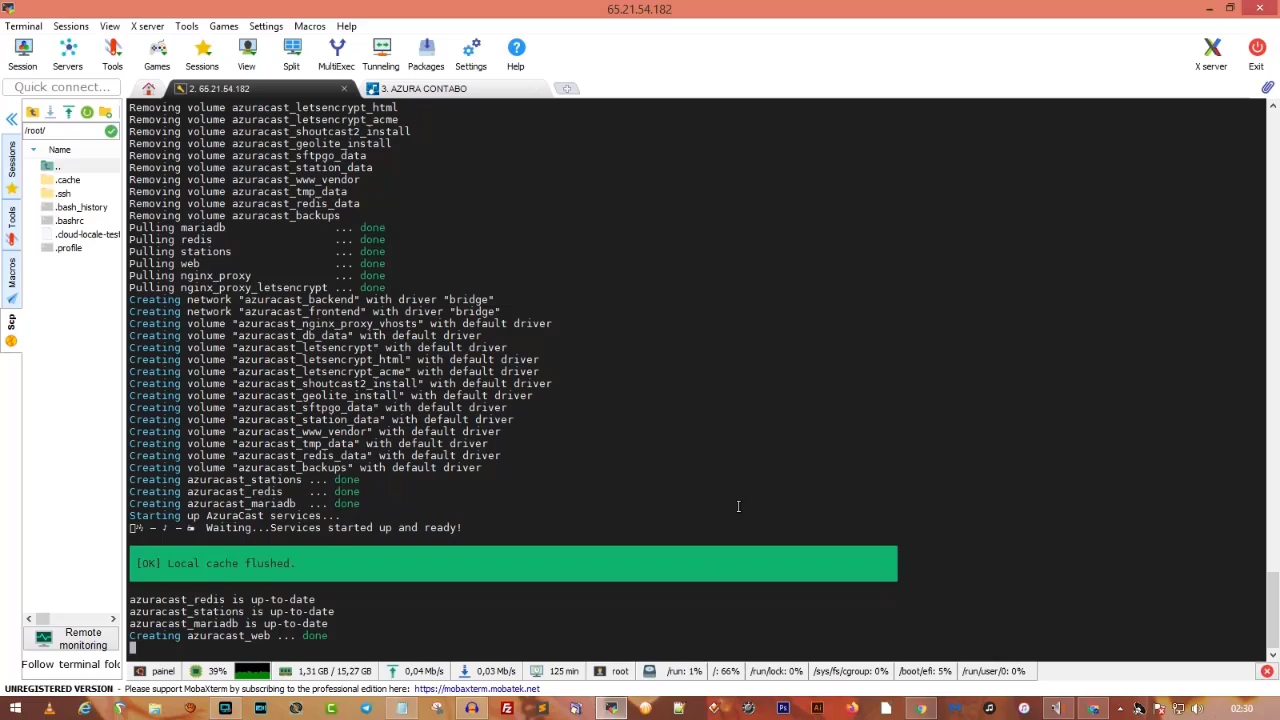 65.21.54.182
Terminal Sessions View X server Tools Games Settings Macros Help
Session Servers Tools Games Sessions View Split MultiExec Tunneling Packages Settings Help X server Exit
Quick connect... 2. 65.21.54.182 3. AZURA CONTABO
/root/
Name
..
.cache
.ssh
.bash_history
.bashrc
.cloud-locale-test
.profile
Sessions
Tools
Macros
Scp
Removing volume azuracast_letsencrypt_html
Removing volume azuracast_letsencrypt_acme
Removing volume azuracast_shoutcast2_install
Removing volume azuracast_geolite_install
Removing volume azuracast_sftpgo_data
Removing volume azuracast_station_data
Removing volume azuracast_www_vendor
Removing volume azuracast_tmp_data
Removing volume azuracast_redis_data
Removing volume azuracast_backups
Pulling mariadb ... done
Pulling redis ... done
Pulling stations ... done
Pulling web ... done
Pulling nginx_proxy ... done
Pulling nginx_proxy_letsencrypt ... done
Creating network "azuracast_backend" with driver "bridge"
Creating network "azuracast_frontend" with driver "bridge"
Creating volume "azuracast_nginx_proxy_vhosts" with default driver
Creating volume "azuracast_db_data" with default driver
Creating volume "azuracast_letsencrypt" with default driver
Creating volume "azuracast_letsencrypt_html" with default driver
Creating volume "azuracast_letsencrypt_acme" with default driver
Creating volume "azuracast_shoutcast2_install" with default driver
Creating volume "azuracast_geolite_install" with default driver
Creating volume "azuracast_sftpgo_data" with default driver
Creating volume "azuracast_station_data" with default driver
Creating volume "azuracast_www_vendor" with default driver
Creating volume "azuracast_tmp_data" with default driver
Creating volume "azuracast_redis_data" with default driver
Creating volume "azuracast_backups" with default driver
Creating azuracast_stations ... done
Creating azuracast_redis ... done
Creating azuracast_mariadb ... done
Starting up AzuraCast services...
Waiting...Services started up and ready!
[OK] Local cache flushed.
azuracast_redis is up-to-date
azuracast_stations is up-to-date
azuracast_mariadb is up-to-date
Creating azuracast_web ... done
Remote monitoring
Follow terminal fold
painel 39% 1,31 GB / 15,27 GB 0,04 Mb/s 0,03 Mb/s 125 min root /run: 1% /: 66% /run/lock: 0% /sys/fs/cgroup: 0% /boot/efi: 5% /run/user/0: 0%
UNREGISTERED VERSION - Please support MobaXterm by subscribing to the professional edition here: https://mobaxterm.mobatek.net
02:30